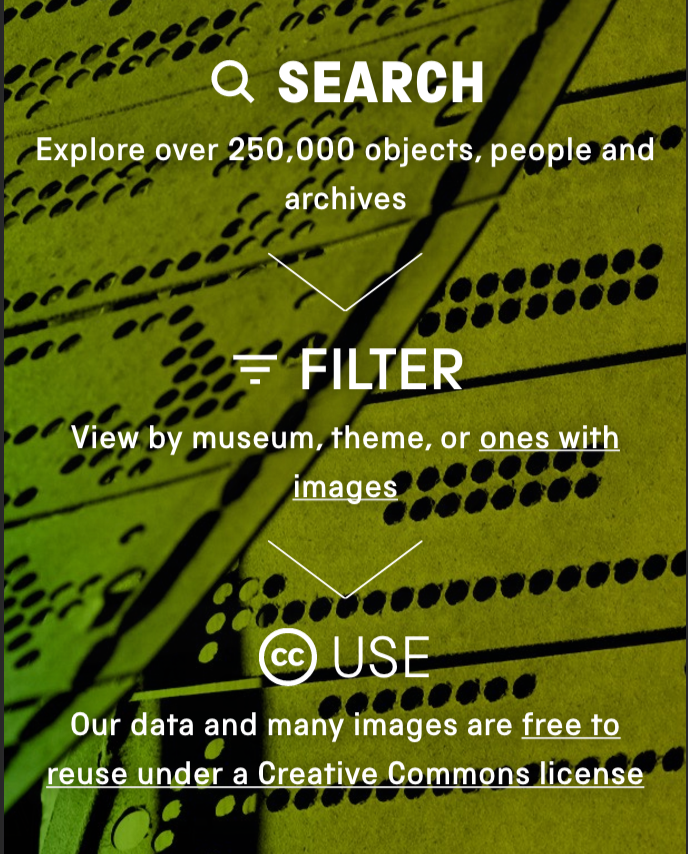 SEARCH
Explore over 250,000 objects, people and
archives
FILTER
View by museum, theme, or ones with
images
cc USE
Our data and many images are free to
reuse under a Creative Commons license